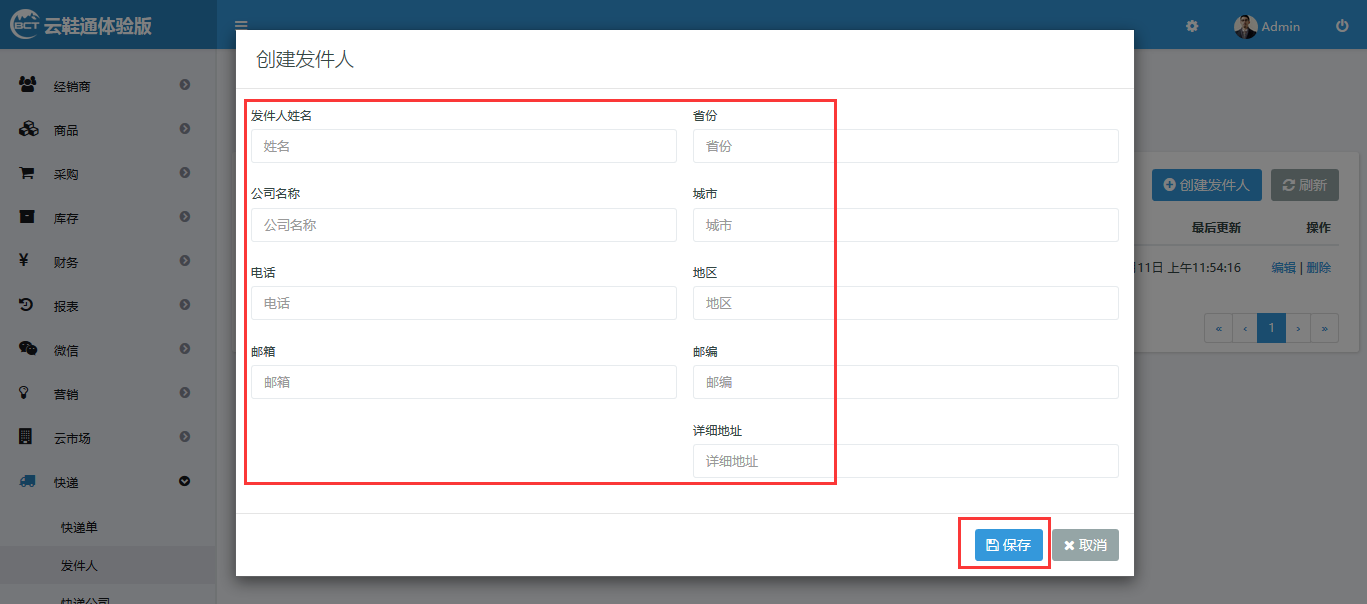 BCT 云鞋通体验版
Admin
经销商
商品
采购
库存
财务
报表
微信
营销
云市场
快递
快递单
发件人
快递公司
创建发件人
发件人姓名
姓名
公司名称
公司名称
电话
电话
邮箱
邮箱
省份
省份
城市
城市
地区
地区
邮编
邮编
详细地址
详细地址
保存
取消
创建发件人
刷新
最后更新 操作
11日 上午11:54:16 编辑 | 删除
« ‹ 1 › »